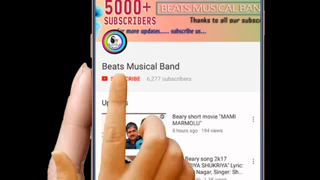 5000+
SUBSCRIBERS
BEATS MUSICAL BAND
Thanks to all our subsc
or more updates...... subscribe us....
Beats Musical Band
SUBSCRIBE 6,277 subscribers
Beary short movie "MAMI
MARMOLU"
6 hours ago · 194 views
Beary song 2k17
SHUKRIYA" Lyric:
Nagar, Singer: Sh